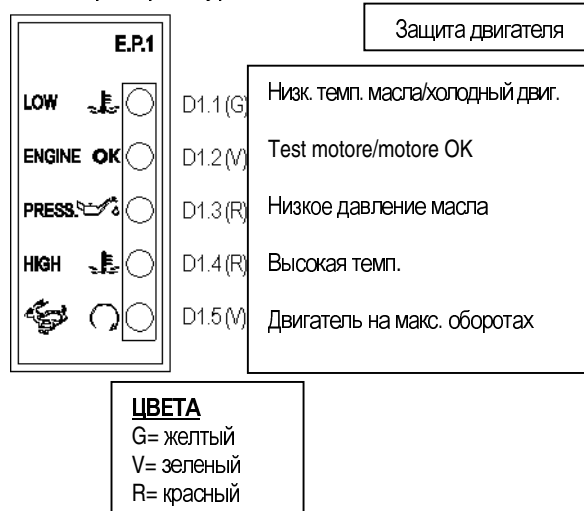 E.P.1
Защита двигателя
LOW D1.1 (G) Низк. темп. масла/холодный двиг.
ENGINE OK D1.2 (V) Test motore/motore OK
PRESS. D1.3 (R) Низкое давление масла
HIGH D1.4 (R) Высокая темп.
D1.5 (V) Двигатель на макс. оборотах
ЦВЕТА
G= желтый
V= зеленый
R= красный